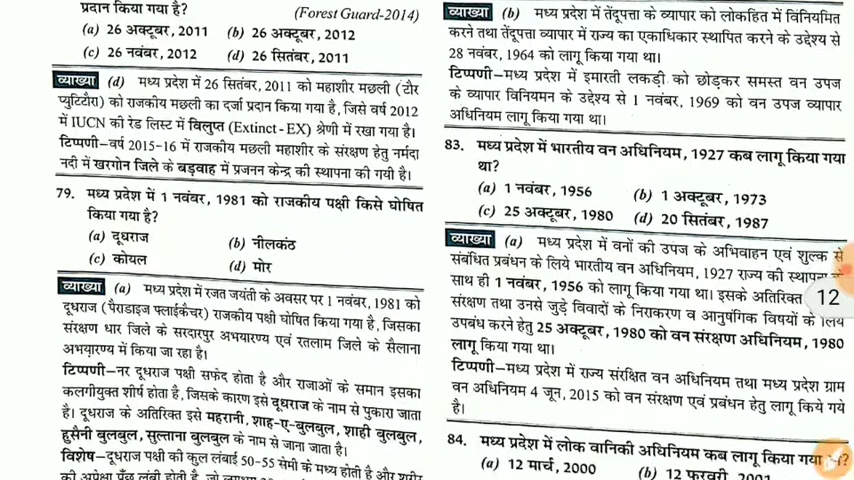 प्रदान किया गया है?
(Forest Guard-2014)
(a) 26 अक्टूबर, 2011 (b) 26 अक्टूबर, 2012
(c) 26 नवंबर, 2012 (d) 26 सितंबर, 2011
व्याख्या (d) मध्य प्रदेश में 26 सितंबर, 2011 को महाशीर मछली (टौर
प्युटिटौरा) को राजकीय मछली का दर्जा प्रदान किया गया है, जिसे वर्ष 2012
में IUCN की रेड लिस्ट में विलुप्त (Extinct-EX) श्रेणी में रखा गया है।
टिप्पणी–वर्ष 2015-16 में राजकीय मछली महाशीर के संरक्षण हेतु नर्मदा
नदी में खरगोन जिले के बड़वाह में प्रजनन केन्द्र की स्थापना की गयी है।
79. मध्य प्रदेश में 1 नवंबर, 1981 को राजकीय पक्षी किसे घोषित
किया गया है?
(a) दूधराज (b) नीलकंठ
(c) कोयल (d) मोर
व्याख्या (a) मध्य प्रदेश में रजत जयंती के अवसर पर 1 नवंबर, 1981 को
दूधराज (पैराडाइज फ्लाईकैचर) राजकीय पक्षी घोषित किया गया है, जिसका
संरक्षण धार जिले के सरदारपुर अभयारण्य एवं रतलाम जिले के सैलाना
अभयारण्य में किया जा रहा है।
टिप्पणी–नर दूधराज पक्षी सफेद होता है और राजाओं के समान इसका
कलगीयुक्त शीर्ष होता है, जिसके कारण इसे दूधराज के नाम से पुकारा जाता
है। दूधराज के अतिरिक्त इसे महरानी, शाह-ए-बुलबुल, शाही बुलबुल,
हुसैनी बुलबुल, सुल्ताना बुलबुल के नाम से जाना जाता है।
विशेष–दूधराज पक्षी की कुल लंबाई 50-55 सेमी के मध्य होती है और शरीर
की अपेक्षा पूँछ लंबी होती है, जो
व्याख्या (b) मध्य प्रदेश में तेंदूपत्ता के व्यापार को लोकहित में विनियमित
करने तथा तेंदूपत्ता व्यापार में राज्य का एकाधिकार स्थापित करने के उद्देश्य से
28 नवंबर, 1964 को लागू किया गया था।
टिप्पणी–मध्य प्रदेश में इमारती लकड़ी को छोड़कर समस्त वन उपज
के व्यापार विनियमन के उद्देश्य से 1 नवंबर, 1969 को वन उपज व्यापार
अधिनियम लागू किया गया था।
83. मध्य प्रदेश में भारतीय वन अधिनियम, 1927 कब लागू किया गया
था?
(a) 1 नवंबर, 1956 (b) 1 अक्टूबर, 1973
(c) 25 अक्टूबर, 1980 (d) 20 सितंबर, 1987
व्याख्या (a) मध्य प्रदेश में वनों की उपज के अभिवाहन एवं शुल्क से
संबंधित प्रबंधन के लिये भारतीय वन अधिनियम, 1927 राज्य की स्थापना के
साथ ही 1 नवंबर, 1956 को लागू किया गया था। इसके अतिरिक्त
12
संरक्षण तथा उनसे जुड़े विवादों के निराकरण व आनुषंगिक विषयों के लिये
उपबंध करने हेतु 25 अक्टूबर, 1980 को वन संरक्षण अधिनियम, 1980
लागू किया गया था।
टिप्पणी–मध्य प्रदेश में राज्य संरक्षित वन अधिनियम तथा मध्य प्रदेश ग्राम
वन अधिनियम 4 जून, 2015 को वन संरक्षण एवं प्रबंधन हेतु लागू किये गये
है।
84. मध्य प्रदेश में लोक वानिकी अधिनियम कब लागू किया गया था?
(a) 12 मार्च, 2000 (b) 12 फरवरी, 2001